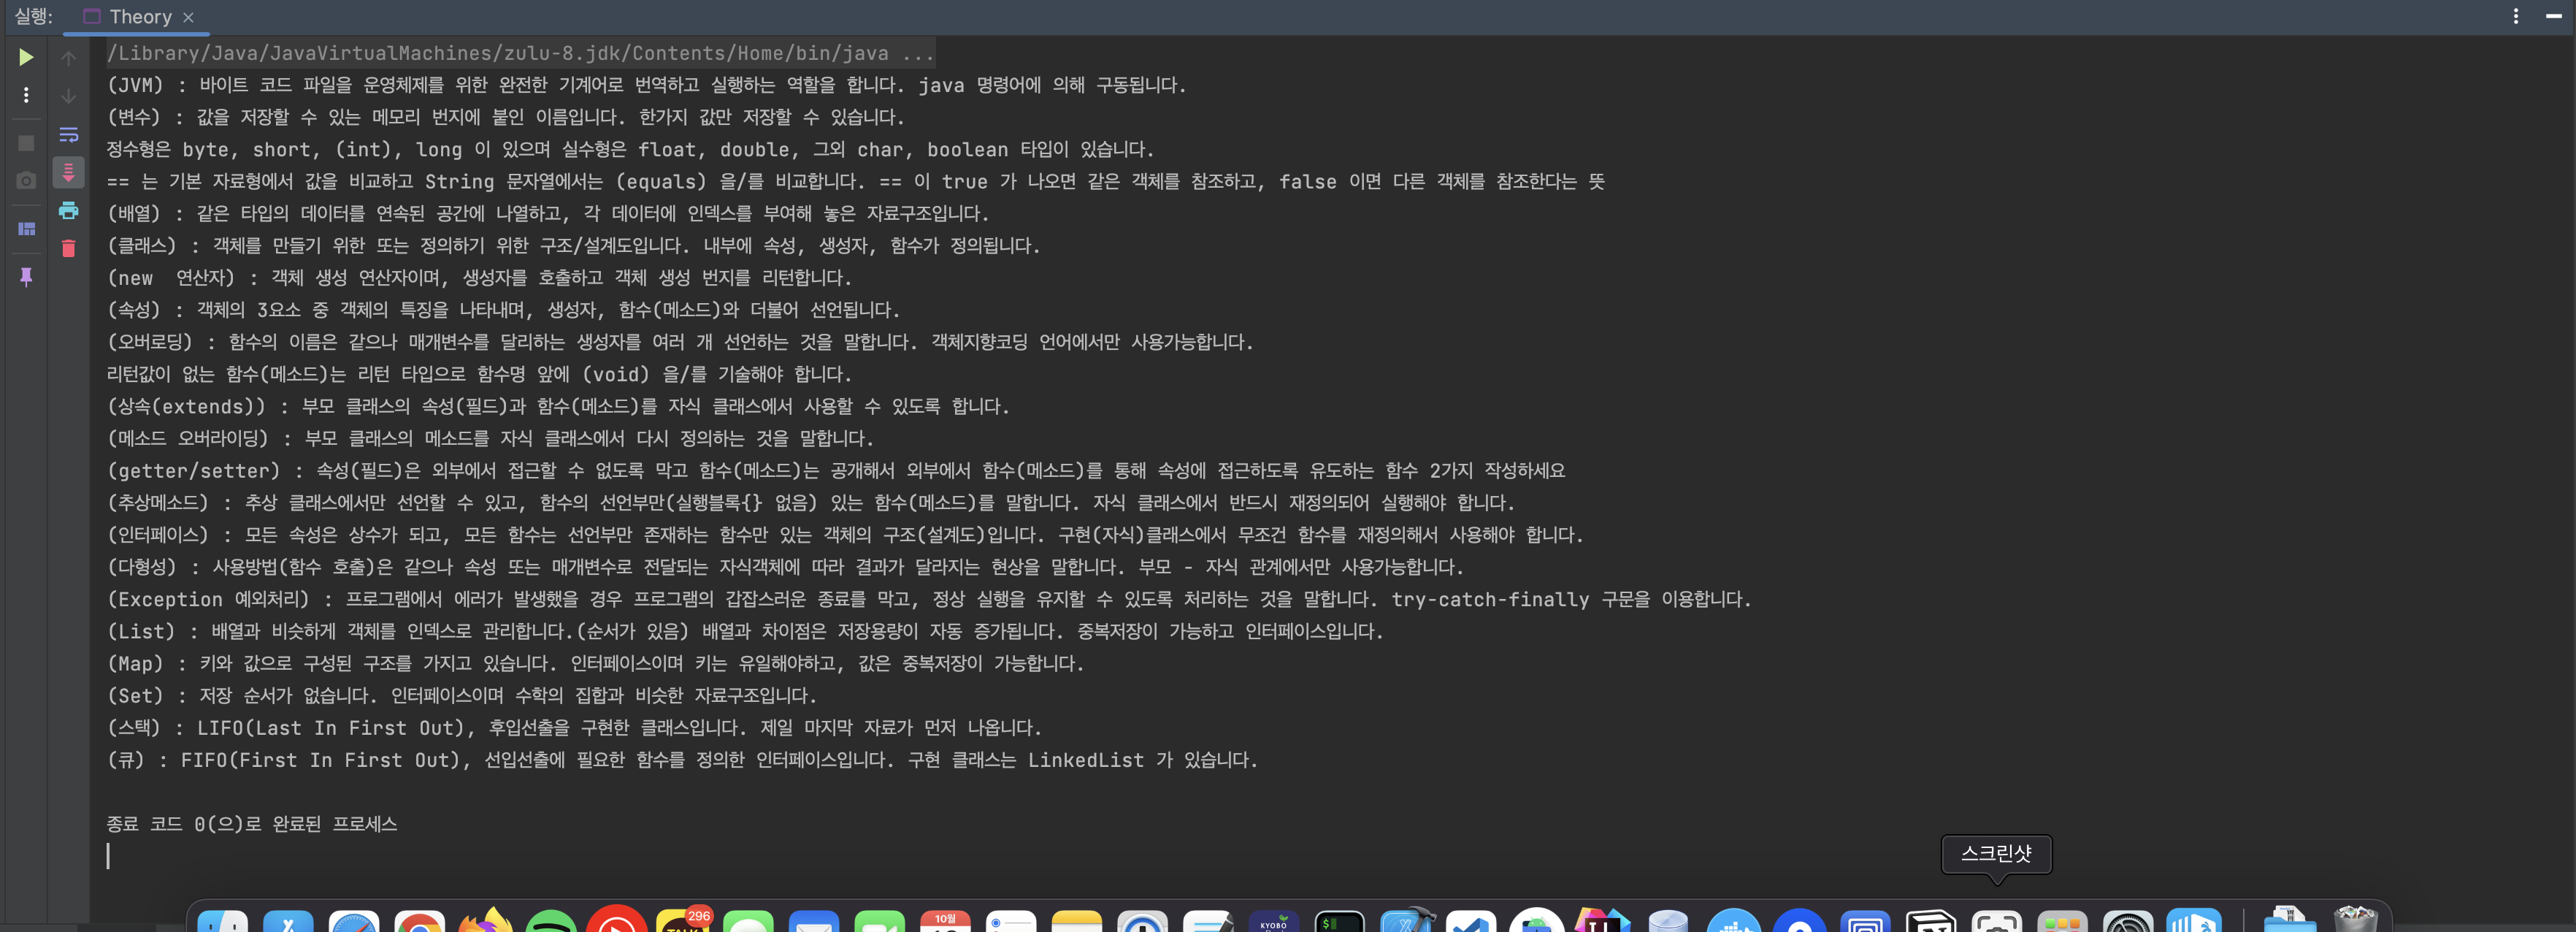 실행: Theory
/Library/Java/JavaVirtualMachines/zulu-8.jdk/Contents/Home/bin/java ...
(JVM) : 바이트 코드 파일을 운영체제를 위한 완전한 기계어로 번역하고 실행하는 역할을 합니다. java 명령어에 의해 구동됩니다.
(변수) : 값을 저장할 수 있는 메모리 번지에 붙인 이름입니다. 한가지 값만 저장할 수 있습니다.
정수형은 byte, short, (int), long 이 있으며 실수형은 float, double, 그외 char, boolean 타입이 있습니다.
== 는 기본 자료형에서 값을 비교하고 String 문자열에서는 (equals) 을/를 비교합니다. == 이 true 가 나오면 같은 객체를 참조하고, false 이면 다른 객체를 참조한다는 뜻
(배열) : 같은 타입의 데이터를 연속된 공간에 나열하고, 각 데이터에 인덱스를 부여해 놓은 자료구조입니다.
(클래스) : 객체를 만들기 위한 또는 정의하기 위한 구조/설계도입니다. 내부에 속성, 생성자, 함수가 정의됩니다.
(new  연산자) : 객체 생성 연산자이며, 생성자를 호출하고 객체 생성 번지를 리턴합니다.
(속성) : 객체의 3요소 중 객체의 특징을 나타내며, 생성자, 함수(메소드)와 더불어 선언됩니다.
(오버로딩) : 함수의 이름은 같으나 매개변수를 달리하는 생성자를 여러 개 선언하는 것을 말합니다. 객체지향코딩 언어에서만 사용가능합니다.
리턴값이 없는 함수(메소드)는 리턴 타입으로 함수명 앞에 (void) 을/를 기술해야 합니다.
(상속(extends)) : 부모 클래스의 속성(필드)과 함수(메소드)를 자식 클래스에서 사용할 수 있도록 합니다.
(메소드 오버라이딩) : 부모 클래스의 메소드를 자식 클래스에서 다시 정의하는 것을 말합니다.
(getter/setter) : 속성(필드)은 외부에서 접근할 수 없도록 막고 함수(메소드)는 공개해서 외부에서 함수(메소드)를 통해 속성에 접근하도록 유도하는 함수 2가지 작성하세요
(추상메소드) : 추상 클래스에서만 선언할 수 있고, 함수의 선언부만(실행블록{} 없음) 있는 함수(메소드)를 말합니다. 자식 클래스에서 반드시 재정의되어 실행해야 합니다.
(인터페이스) : 모든 속성은 상수가 되고, 모든 함수는 선언부만 존재하는 함수만 있는 객체의 구조(설계도)입니다. 구현(자식)클래스에서 무조건 함수를 재정의해서 사용해야 합니다.
(다형성) : 사용방법(함수 호출)은 같으나 속성 또는 매개변수로 전달되는 자식객체에 따라 결과가 달라지는 현상을 말합니다. 부모 - 자식 관계에서만 사용가능합니다.
(Exception 예외처리) : 프로그램에서 에러가 발생했을 경우 프로그램의 갑잡스러운 종료를 막고, 정상 실행을 유지할 수 있도록 처리하는 것을 말합니다. try-catch-finally 구문을 이용합니다.
(List) : 배열과 비슷하게 객체를 인덱스로 관리합니다.(순서가 있음) 배열과 차이점은 저장용량이 자동 증가됩니다. 중복저장이 가능하고 인터페이스입니다.
(Map) : 키와 값으로 구성된 구조를 가지고 있습니다. 인터페이스이며 키는 유일해야하고, 값은 중복저장이 가능합니다.
(Set) : 저장 순서가 없습니다. 인터페이스이며 수학의 집합과 비슷한 자료구조입니다.
(스택) : LIFO(Last In First Out), 후입선출을 구현한 클래스입니다. 제일 마지막 자료가 먼저 나옵니다.
(큐) : FIFO(First In First Out), 선입선출에 필요한 함수를 정의한 인터페이스입니다. 구현 클래스는 LinkedList 가 있습니다.
종료 코드 0(으)로 완료된 프로세스
스크린샷
296
10월
KYOBO